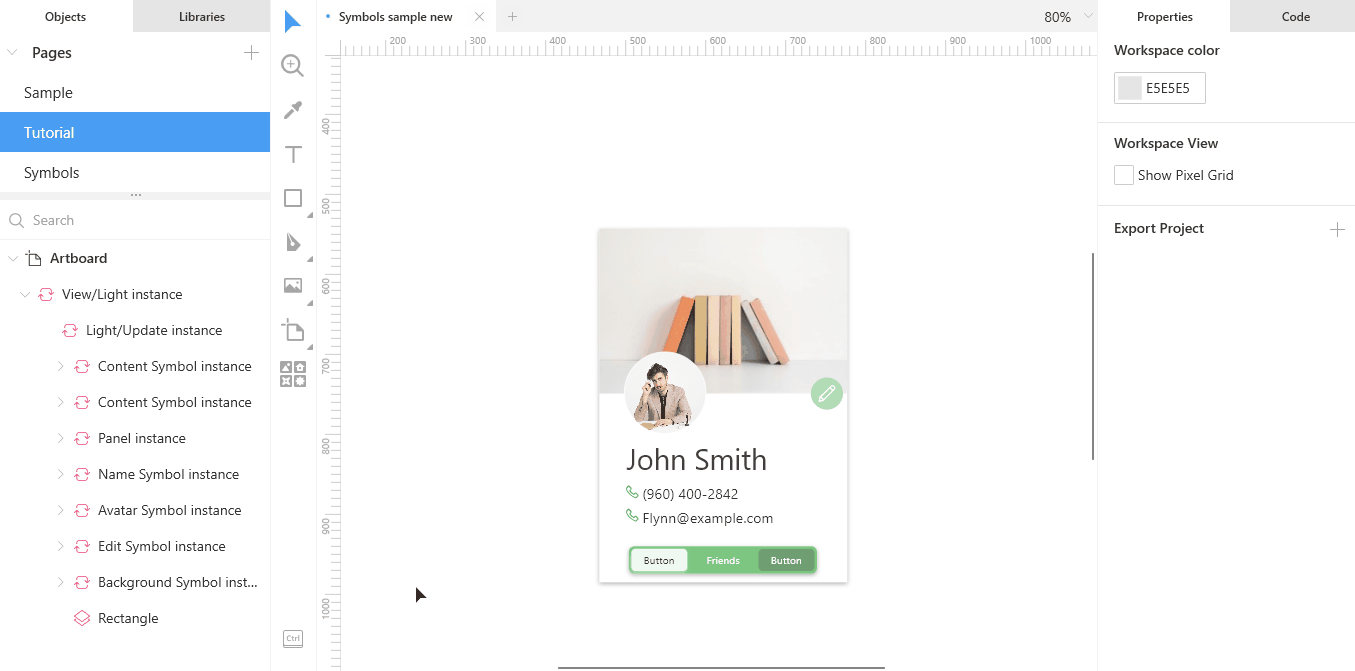 Objects
Libraries
Symbols sample new
80%
Properties
Code
Pages
Sample
Tutorial
Symbols
Search
Artboard
View/Light instance
Light/Update instance
Content Symbol instance
Content Symbol instance
Panel instance
Name Symbol instance
Avatar Symbol instance
Edit Symbol instance
Background Symbol inst...
Rectangle
Ctrl
200 300 400 500 600 700 800 900 1000
400
500
600
700
800
900
1000
John Smith
(960) 400-2842
Flynn@example.com
Button Friends Button
Workspace color
E5E5E5
Workspace View
Show Pixel Grid
Export Project